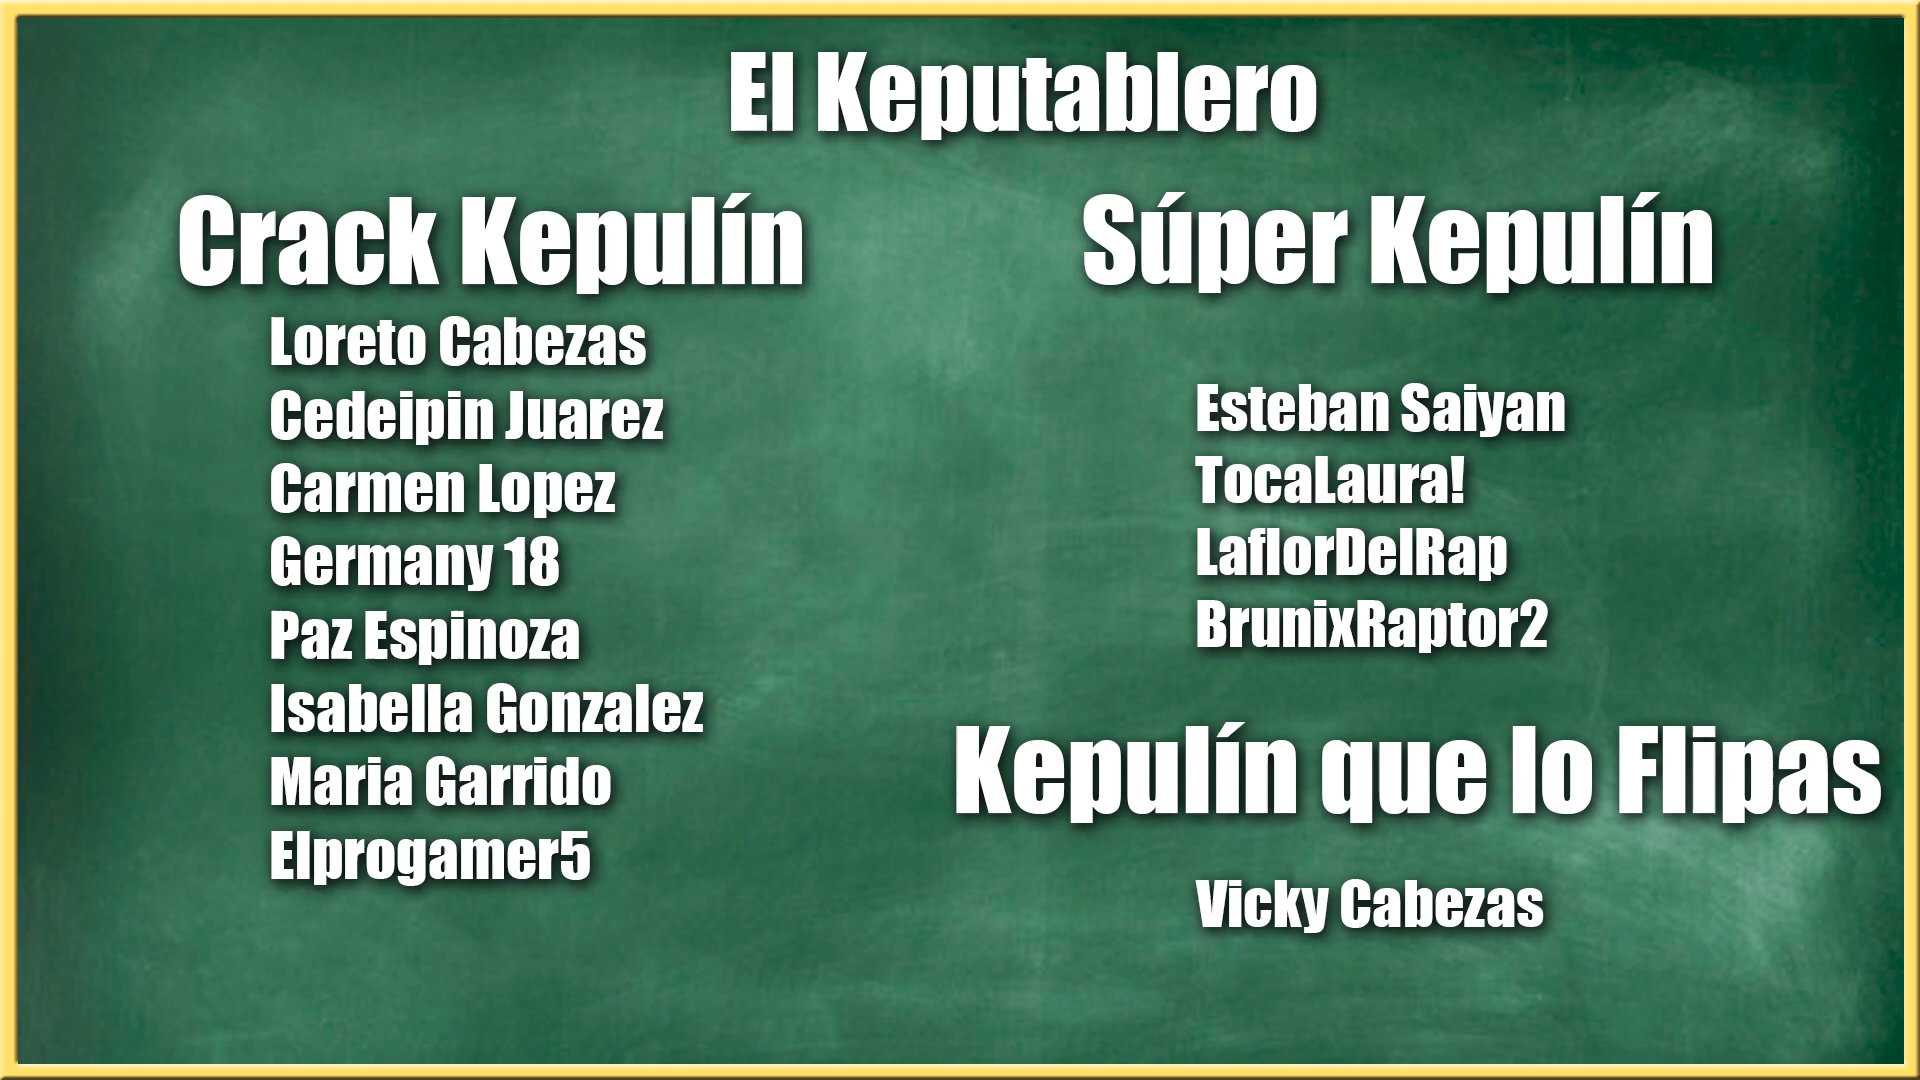 El Keputablero
Crack Kepulín
Loreto Cabezas
Cedeipin Juarez
Carmen Lopez
Germany 18
Paz Espinoza
Isabella Gonzalez
Maria Garrido
Elprogamer5
Súper Kepulín
Esteban Saiyan
TocaLaura!
LaflorDelRap
BrunixRaptor2
Kepulín que lo Flipas
Vicky Cabezas